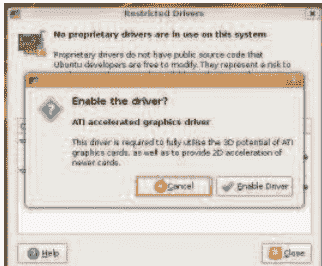 Restricted Drivers
No proprietary drivers are in use on this system
Proprietary drivers do not have public source code that
Ubuntu developers are free to modify. They represent a risk to
Enable the driver?
ATI accelerated graphics driver
This driver is required to fully utilise the 3D potential of ATI
graphics cards, as well as to provide 2D acceleration of
newer cards.
Cancel
Enable Driver
Help
Close